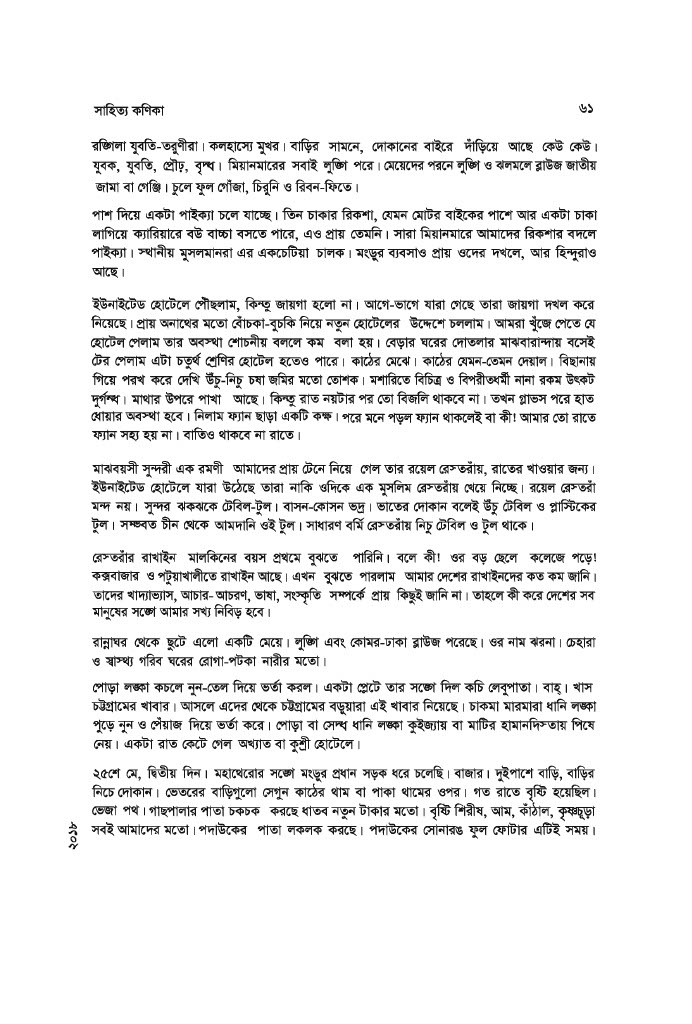 সাহিত্য কণিকা ৬১
রঙ্গিলা যুবতি-তরুণীরা। কলহাস্যে মুখর। বাড়ির সামনে, দোকানের বাইরে দাঁড়িয়ে আছে কেউ কেউ।
যুবক, যুবতি, প্রৌঢ়, বৃদ্ধ। মিয়ানমারের সবাই লুঙ্গি পরে। মেয়েদের পরনে লুঙ্গি ও ঝলমলে ব্লাউজ জাতীয়
জামা বা গেঞ্জি। চুলে ফুল গোঁজা, চিরুনি ও রিবন-ফিতে।
পাশ দিয়ে একটা পাইক্যা চলে যাচ্ছে। তিন চাকার রিকশা, যেমন মোটর বাইকের পাশে আর একটা চাকা
লাগিয়ে ক্যারিয়ারে বউ বাচ্চা বসতে পারে, এও প্রায় তেমনি। সারা মিয়ানমারে আমাদের রিকশার বদলে
পাইক্যা। স্থানীয় মুসলমানরা এর একচেটিয়া চালক। মংডুর ব্যবসাও প্রায় ওদের দখলে, আর হিন্দুরাও
আছে।
ইউনাইটেড হোটেলে পৌঁছলাম, কিন্তু জায়গা হলো না। আগে-ভাগে যারা গেছে তারা জায়গা দখল করে
নিয়েছে। প্রায় অনাথের মতো বোঁচকা-বুচকি নিয়ে নতুন হোটেলের উদ্দেশে চললাম। আমরা খুঁজে পেতে যে
হোটেল পেলাম তার অবস্থা শোচনীয় বললে কম বলা হয়। বেড়ার ঘরের দোতলার মাঝবারান্দায় বসেই
টের পেলাম এটা চতুর্থ শ্রেণির হোটেল হতেও পারে। কাঠের মেঝে। কাঠের যেমন-তেমন দেয়াল। বিছানায়
গিয়ে পরখ করে দেখি উঁচু-নিচু চষা জমির মতো তোশক। মশারিতে বিচিত্র ও বিপরীতধর্মী নানা রকম উৎকট
দুর্গন্ধ। মাথার উপরে পাখা আছে। কিন্তু রাত নয়টার পর তো বিজলি থাকবে না। তখন গ্লাভস পরে হাত
ধোয়ার অবস্থা হবে। নিলাম ফ্যান ছাড়া একটি কক্ষ। পরে মনে পড়ল ফ্যান থাকলেই বা কী! আমার তো রাতে
ফ্যান সহ্য হয় না। বাতিও থাকবে না রাতে।
মাঝবয়সী সুন্দরী এক রমণী আমাদের প্রায় টেনে নিয়ে গেল তার রয়েল রেস্তরাঁয়, রাতের খাওয়ার জন্য।
ইউনাইটেড হোটেলে যারা উঠেছে তারা নাকি ওদিকে এক মুসলিম রেস্তরাঁয় খেয়ে নিচ্ছে। রয়েল রেস্তরাঁ
মন্দ নয়। সুন্দর ঝকঝকে টেবিল-টুল। বাসন-কোসন ভদ্র। ভাতের দোকান বলেই উঁচু টেবিল ও প্লাস্টিকের
টুল। সম্ভবত চীন থেকে আমদানি ওই টুল। সাধারণ বর্মি রেস্তরাঁয় নিচু টেবিল ও টুল থাকে।
রেস্তরাঁর রাখাইন মালকিনের বয়স প্রথমে বুঝতে পারিনি। বলে কী! ওর বড় ছেলে কলেজে পড়ে!
কক্সবাজার ও পটুয়াখালীতে রাখাইন আছে। এখন বুঝতে পারলাম আমার দেশের রাখাইনদের কত কম জানি।
তাদের খাদ্যাভ্যাস, আচার-আচরণ, ভাষা, সংস্কৃতি সম্পর্কে প্রায় কিছুই জানি না। তাহলে কী করে দেশের সব
মানুষের সঙ্গে আমার সখ্য নিবিড় হবে।
রান্নাঘর থেকে ছুটে এলো একটি মেয়ে। লুঙ্গি এবং কোমর-ঢাকা ব্লাউজ পরেছে। ওর নাম ঝরনা। চেহারা
ও স্বাস্থ্য গরিব ঘরের রোগা-পটকা নারীর মতো।
পোড়া লঙ্কা কচলে নুন-তেল দিয়ে ভর্তা করল। একটা প্লেটে তার সঙ্গে দিল কচি লেবুপাতা। বাহ্। খাস
চট্টগ্রামের খাবার। আসলে এদের থেকে চট্টগ্রামের বড়ুয়ারা এই খাবার নিয়েছে। চাকমা মারমারা ধানি লঙ্কা
পুড়ে নুন ও পেঁয়াজ দিয়ে ভর্তা করে। পোড়া বা সেদ্ধ ধানি লঙ্কা কুইজ্যায় বা মাটির হামানদিস্তায় পিষে
নেয়। একটা রাত কেটে গেল অখ্যাত বা কুশ্রী হোটেলে।
২৫শে মে, দ্বিতীয় দিন। মহাথেরোর সঙ্গে মংডুর প্রধান সড়ক ধরে চলেছি। বাজার। দুইপাশে বাড়ি, বাড়ির
নিচে দোকান। ভেতরের বাড়িগুলো সেগুন কাঠের থাম বা পাকা থামের ওপর। গত রাতে বৃষ্টি হয়েছিল।
ভেজা পথ। গাছপালার পাতা চকচক করছে ধাতব নতুন টাকার মতো। বৃষ্টি শিরীষ, আম, কাঁঠাল, কৃষ্ণচূড়া
সবই আমাদের মতো। পদাউকের পাতা লকলক করছে। পদাউকের সোনারঙ ফুল ফোটার এটিই সময়।
২০১৮